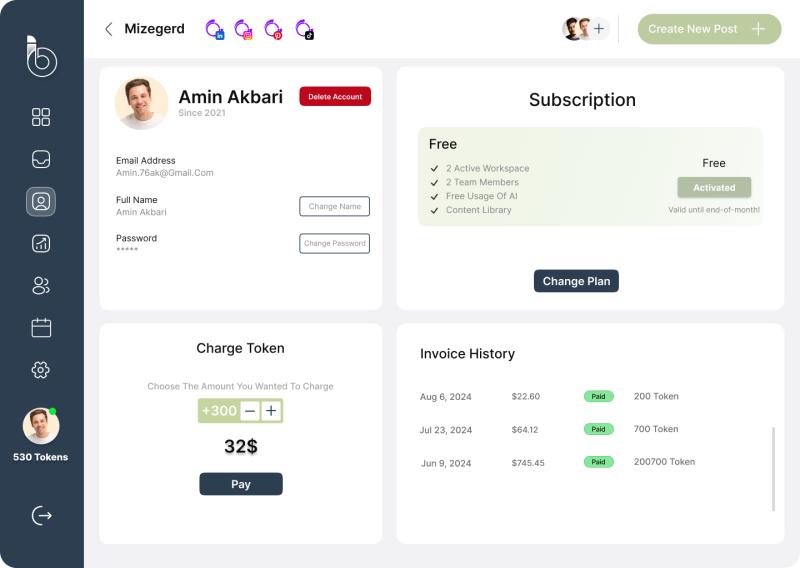 Mizegerd
Create New Post
Amin Akbari
Since 2021
Delete Account
Email Address
Amin.76ak@Gmail.Com
Full Name
Amin Akbari
Change Name
Password
*****
Change Password
Subscription
Free
2 Active Workspace
2 Team Members
Free Usage Of AI
Content Library
Free
Activated
Valid until end-of-month!
Change Plan
530 Tokens
Charge Token
Choose The Amount You Wanted To Charge
+300
32$
Pay
Invoice History
Aug 6, 2024 $22.60 Paid 200 Token
Jul 23, 2024 $64.12 Paid 700 Token
Jun 9, 2024 $745.45 Paid 200700 Token